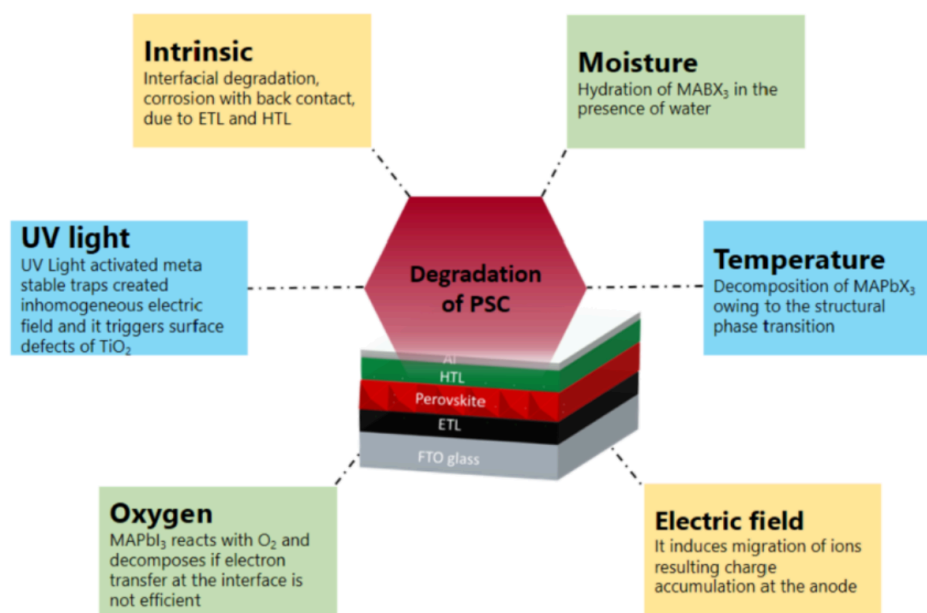 Intrinsic
Interfacial degradation,
corrosion with back contact,
due to ETL and HTL
Moisture
Hydration of MABX₃ in the
presence of water
UV light
UV Light activated meta
stable traps created
inhomogeneous electric
field and it triggers surface
defects of TiO₂
Degradation
of PSC
Temperature
Decomposition of MAPbX₃
owing to the structural
phase transition
Al
HTL
Perovskite
ETL
FTO glass
Oxygen
MAPbI₃ reacts with O₂ and
decomposes if electron
transfer at the interface is
not efficient
Electric field
It induces migration of ions
resulting charge
accumulation at the anode